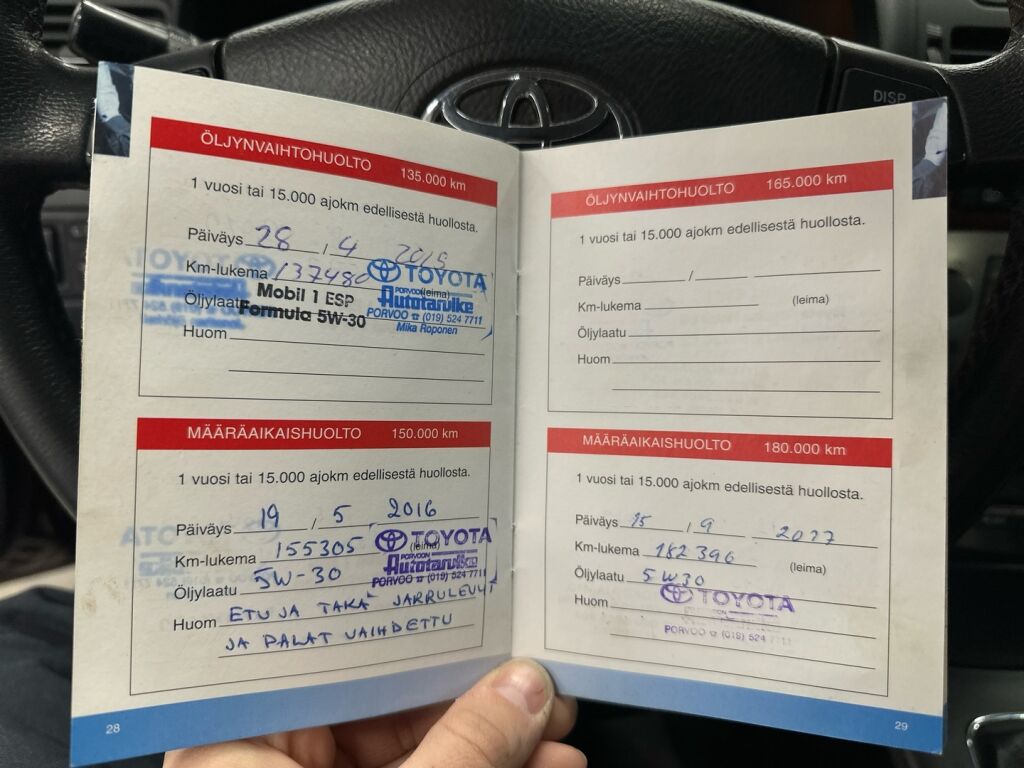 DISP
ÖLJYNVAIHTOHUOLTO 135.000 km
1 vuosi tai 15.000 ajokm edellisestä huollosta.
Päiväys 28 / 4 2015
Km-lukema 137480 TOYOTA
PORVOON (leima)
Öljylaatu Mobil 1 ESP Autotarvike
Formula 5W-30 PORVOO ☎ (019) 524 7711
Mika Roponen
Huom
MÄÄRÄAIKAISHUOLTO 150.000 km
1 vuosi tai 15.000 ajokm edellisestä huollosta.
Päiväys 19 / 5 2016
Km-lukema 155305 (leima) TOYOTA
PORVOON
Autotarvike
Öljylaatu 5W-30 PORVOO ☎ (019) 524 7711
Huom ETU JA TAKA JARRULEVYT
JA PALAT VAIHDETTU
28
ÖLJYNVAIHTOHUOLTO 165.000 km
1 vuosi tai 15.000 ajokm edellisestä huollosta.
Päiväys /
Km-lukema (leima)
Öljylaatu
Huom
MÄÄRÄAIKAISHUOLTO 180.000 km
1 vuosi tai 15.000 ajokm edellisestä huollosta.
Päiväys 15 / 9
Km-lukema 182396 (leima)
Öljylaatu 5W30
Huom TOYOTA
PORVOO ☎ (019) 524 7711
29